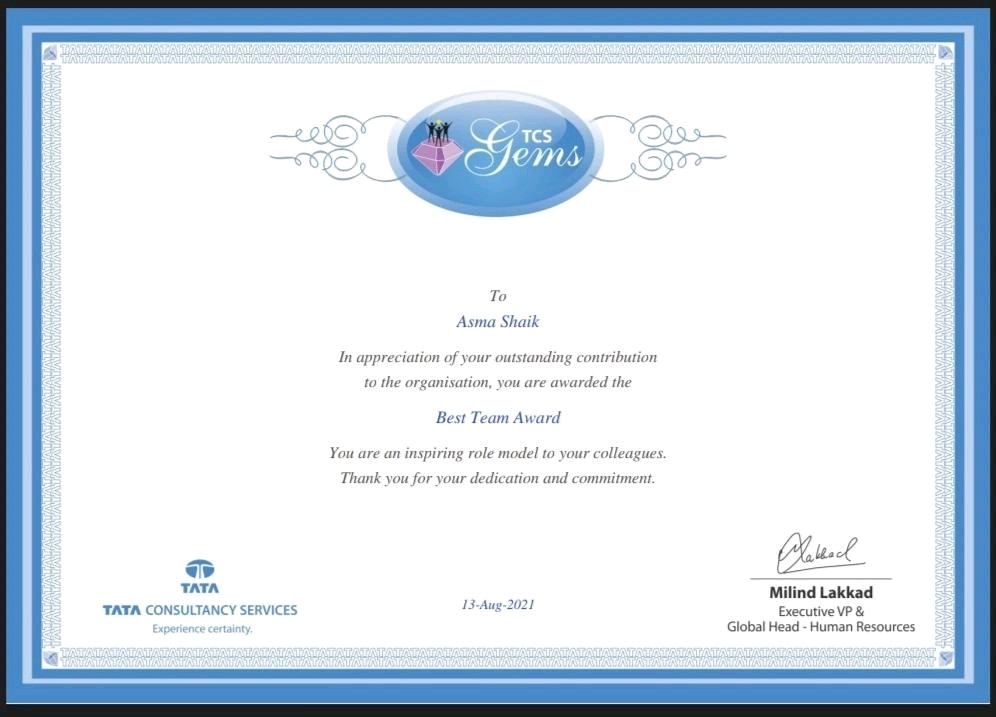 TCS
Gems
To
Asma Shaik
In appreciation of your outstanding contribution
to the organisation, you are awarded the
Best Team Award
You are an inspiring role model to your colleagues.
Thank you for your dedication and commitment.
TATA
TATA CONSULTANCY SERVICES
Experience certainty.
13-Aug-2021
Lakkad
Milind Lakkad
Executive VP &
Global Head - Human Resources